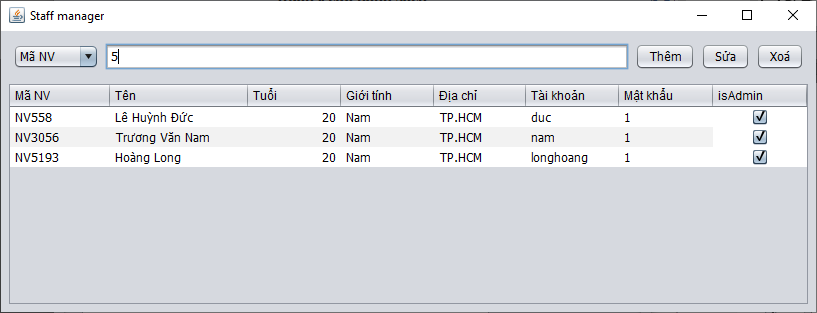 Staff manager
Mã NV 5 Thêm Sửa Xoá
Mã NV Tên Tuổi Giới tính Địa chỉ Tài khoản Mật khẩu isAdmin
NV558 Lê Huỳnh Đức 20 Nam TP.HCM duc 1
NV3056 Trương Văn Nam 20 Nam TP.HCM nam 1
NV5193 Hoàng Long 20 Nam TP.HCM longhoang 1